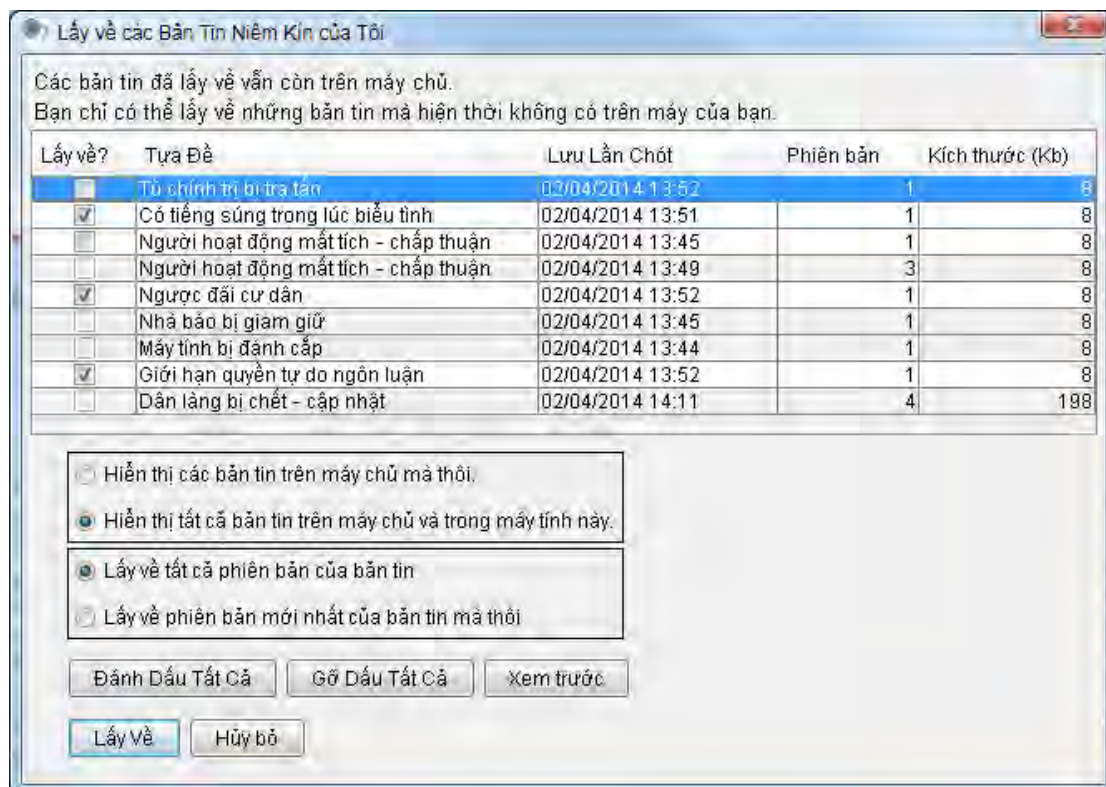 Lấy về các Bản Tin Niêm Kín của Tôi
Các bản tin đã lấy về vẫn còn trên máy chủ.
Bạn chỉ có thể lấy về những bản tin mà hiện thời không có trên máy của bạn.
Lấy về? Tựa Đề Lưu Lần Chót Phiên bản Kích thước (Kb)
Tù chính trị bị tra tấn 02/04/2014 13:52 1 8
Có tiếng súng trong lúc biểu tình 02/04/2014 13:51 1 8
Người hoạt động mất tích - chấp thuận 02/04/2014 13:45 1 8
Người hoạt động mất tích - chấp thuận 02/04/2014 13:49 3 8
Ngược đãi cư dân 02/04/2014 13:52 1 8
Nhà báo bị giam giữ 02/04/2014 13:45 1 8
Máy tính bị đánh cắp 02/04/2014 13:44 1 8
Giới hạn quyền tự do ngôn luận 02/04/2014 13:52 1 8
Dân làng bị chết - cập nhật 02/04/2014 14:11 4 198
Hiển thị các bản tin trên máy chủ mà thôi.
Hiển thị tất cả bản tin trên máy chủ và trong máy tính này.
Lấy về tất cả phiên bản của bản tin
Lấy về phiên bản mới nhất của bản tin mà thôi
Đánh Dấu Tất Cả Gỡ Dấu Tất Cả Xem trước
Lấy Về Hủy bỏ